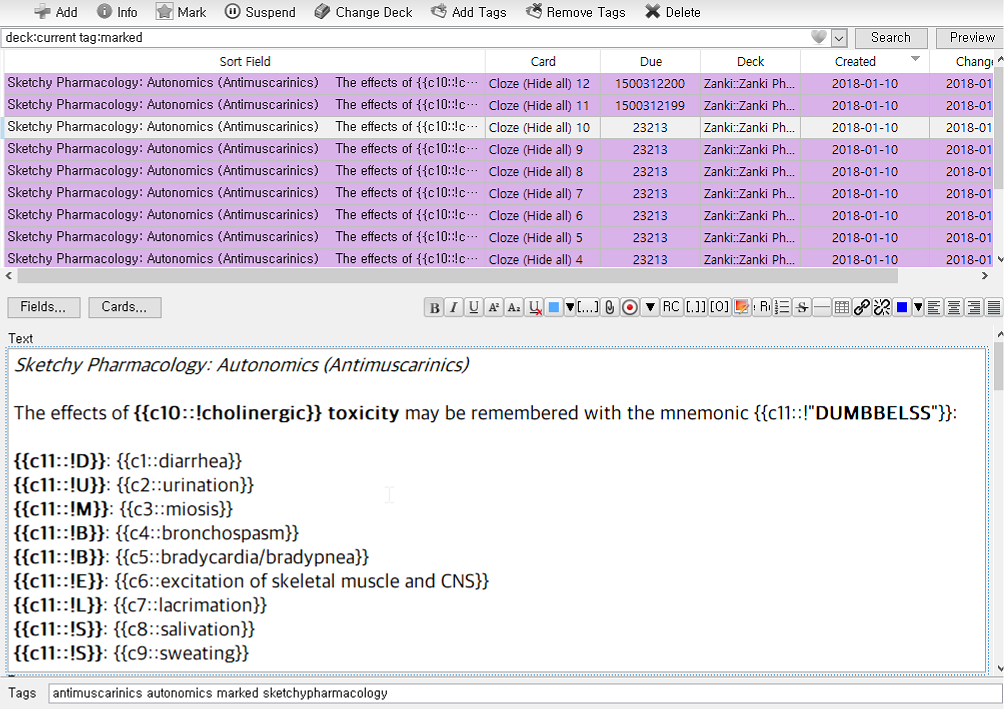 Add Info Mark Suspend Change Deck Add Tags Remove Tags Delete
deck:current tag:marked Search Preview
Sort Field Card Due Deck Created Chang
Sketchy Pharmacology: Autonomics (Antimuscarinics) The effects of {{c10::!c··· Cloze (Hide all) 12 1500312200 Zanki::Zanki Ph... 2018-01-10 2018-01
Sketchy Pharmacology: Autonomics (Antimuscarinics) The effects of {{c10::!c··· Cloze (Hide all) 11 1500312199 Zanki::Zanki Ph... 2018-01-10 2018-01
Sketchy Pharmacology: Autonomics (Antimuscarinics) The effects of {{c10::!c··· Cloze (Hide all) 10 23213 Zanki::Zanki Ph... 2018-01-10 2018-01
Sketchy Pharmacology: Autonomics (Antimuscarinics) The effects of {{c10::!c··· Cloze (Hide all) 9 23213 Zanki::Zanki Ph... 2018-01-10 2018-01
Sketchy Pharmacology: Autonomics (Antimuscarinics) The effects of {{c10::!c··· Cloze (Hide all) 8 23213 Zanki::Zanki Ph... 2018-01-10 2018-01
Sketchy Pharmacology: Autonomics (Antimuscarinics) The effects of {{c10::!c··· Cloze (Hide all) 7 23213 Zanki::Zanki Ph... 2018-01-10 2018-01
Sketchy Pharmacology: Autonomics (Antimuscarinics) The effects of {{c10::!c··· Cloze (Hide all) 6 23213 Zanki::Zanki Ph... 2018-01-10 2018-01
Sketchy Pharmacology: Autonomics (Antimuscarinics) The effects of {{c10::!c··· Cloze (Hide all) 5 23213 Zanki::Zanki Ph... 2018-01-10 2018-01
Sketchy Pharmacology: Autonomics (Antimuscarinics) The effects of {{c10::!c··· Cloze (Hide all) 4 23213 Zanki::Zanki Ph... 2018-01-10 2018-01
Fields... Cards... B I U A² A₂ U [...] RC [.]] [O] S
Text
Sketchy Pharmacology: Autonomics (Antimuscarinics)
The effects of {{c10::!cholinergic}} toxicity may be remembered with the mnemonic {{c11::!"DUMBBELSS"}}:
{{c11::!D}}: {{c1::diarrhea}}
{{c11::!U}}: {{c2::urination}}
{{c11::!M}}: {{c3::miosis}}
{{c11::!B}}: {{c4::bronchospasm}}
{{c11::!B}}: {{c5::bradycardia/bradypnea}}
{{c11::!E}}: {{c6::excitation of skeletal muscle and CNS}}
{{c11::!L}}: {{c7::lacrimation}}
{{c11::!S}}: {{c8::salivation}}
{{c11::!S}}: {{c9::sweating}}
Tags antimuscarinics autonomics marked sketchypharmacology